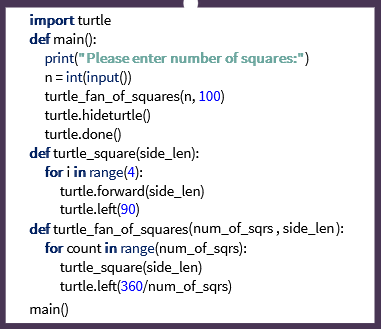 import turtle
def main():
print("Please enter number of squares:")
n = int(input())
turtle_fan_of_squares(n, 100)
turtle.hideturtle()
turtle.done()
def turtle_square(side_len):
for i in range(4):
turtle.forward(side_len)
turtle.left(90)
def turtle_fan_of_squares(num_of_sqrs , side_len):
for count in range(num_of_sqrs):
turtle_square(side_len)
turtle.left(360/num_of_sqrs)
main()